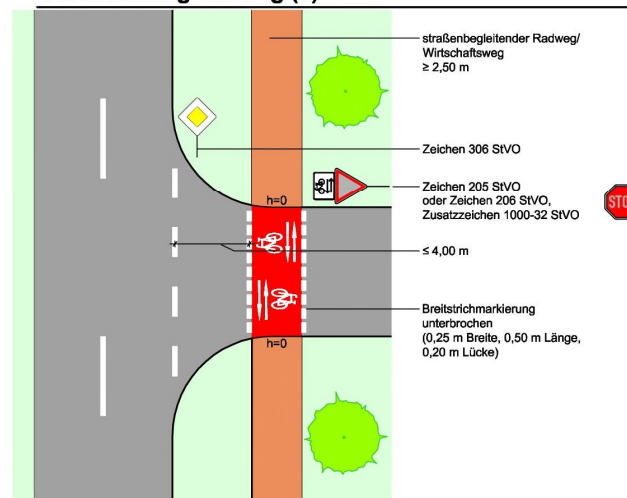 straßenbegleitender Radweg/
Wirtschaftsweg
≥ 2,50 m
Zeichen 306 StVO
Zeichen 205 StVO
oder Zeichen 206 StVO,
Zusatzzeichen 1000-32 StVO
STO
h=0
≤ 4,00 m
Breitstrichmarkierung
unterbrochen
(0,25 m Breite, 0,50 m Länge,
0,20 m Lücke)
h=0